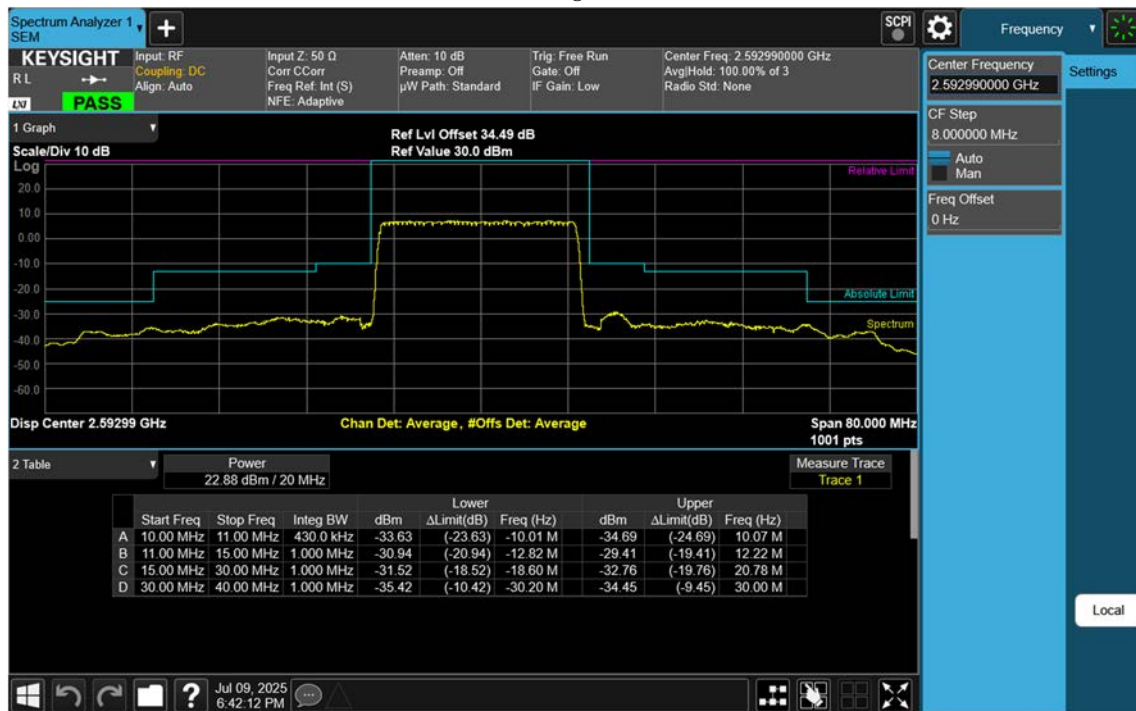 Spectrum Analyzer 1
SEM
SCPI
Frequency
KEYSIGHT
R L
LXI
PASS
Input: RF
Coupling: DC
Align: Auto
Input Z: 50 Ω
Corr CCorr
Freq Ref: Int (S)
NFE: Adaptive
Atten: 10 dB
Preamp: Off
µW Path: Standard
Trig: Free Run
Gate: Off
IF Gain: Low
Center Freq: 2.592990000 GHz
Avg|Hold: 100.00% of 3
Radio Std: None
Center Frequency
2.592990000 GHz
Settings
CF Step
8.000000 MHz
Auto
Man
Freq Offset
0 Hz
1 Graph
Scale/Div 10 dB
Ref Lvl Offset 34.49 dB
Ref Value 30.0 dBm
Log
Relative Limit
20.0
10.0
0.00
-10.0
-20.0
Absolute Limit
-30.0
Spectrum
-40.0
-50.0
-60.0
Disp Center 2.59299 GHz
Chan Det: Average, #Offs Det: Average
Span 80.000 MHz
1001 pts
2 Table
Power
22.88 dBm / 20 MHz
Measure Trace
Trace 1
Lower Upper
Start Freq Stop Freq Integ BW dBm ΔLimit(dB) Freq (Hz) dBm ΔLimit(dB) Freq (Hz)
A 10.00 MHz 11.00 MHz 430.0 kHz -33.63 (-23.63) -10.01 M -34.69 (-24.69) 10.07 M
B 11.00 MHz 15.00 MHz 1.000 MHz -30.94 (-20.94) -12.82 M -29.41 (-19.41) 12.22 M
C 15.00 MHz 30.00 MHz 1.000 MHz -31.52 (-18.52) -18.60 M -32.76 (-19.76) 20.78 M
D 30.00 MHz 40.00 MHz 1.000 MHz -35.42 (-10.42) -30.20 M -34.45 (-9.45) 30.00 M
Local
?
Jul 09, 2025
6:42:12 PM